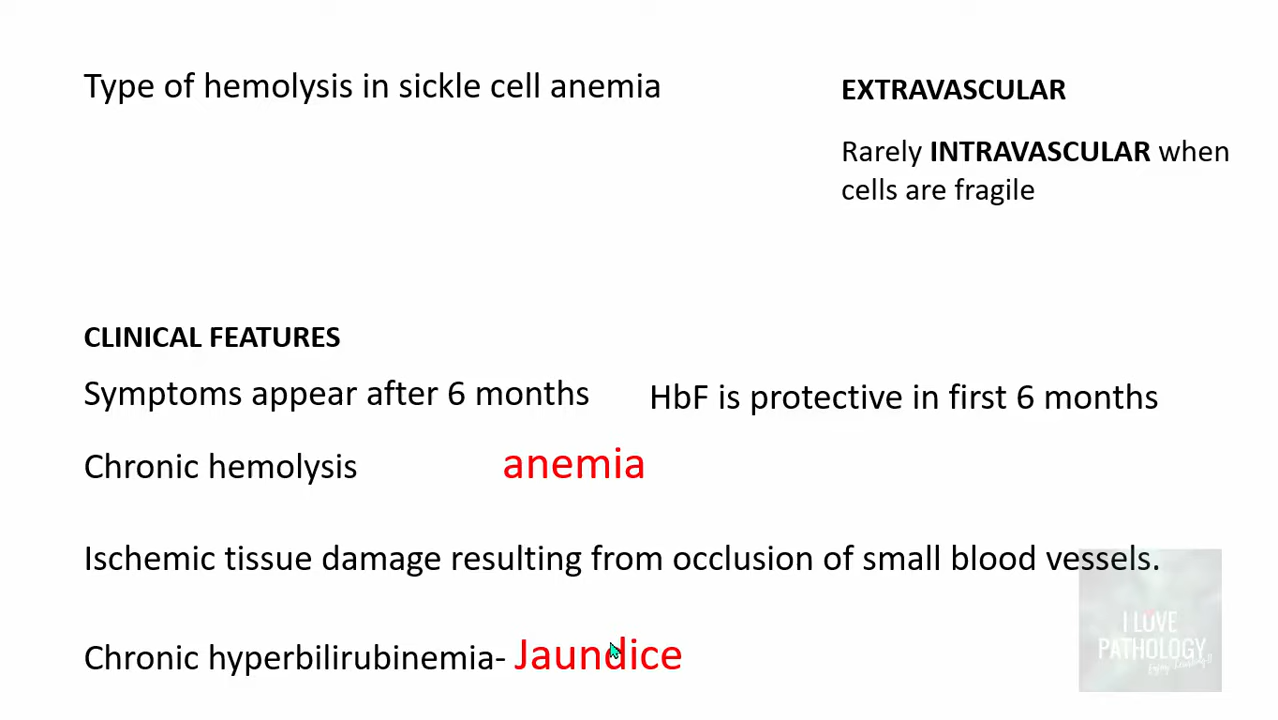 Type of hemolysis in sickle cell anemia
EXTRAVASCULAR
Rarely INTRAVASCULAR when
cells are fragile
CLINICAL FEATURES
Symptoms appear after 6 months
HbF is protective in first 6 months
Chronic hemolysis
anemia
Ischemic tissue damage resulting from occlusion of small blood vessels.
Chronic hyperbilirubinemia- Jaundice
I LOVE
PATHOLOGY